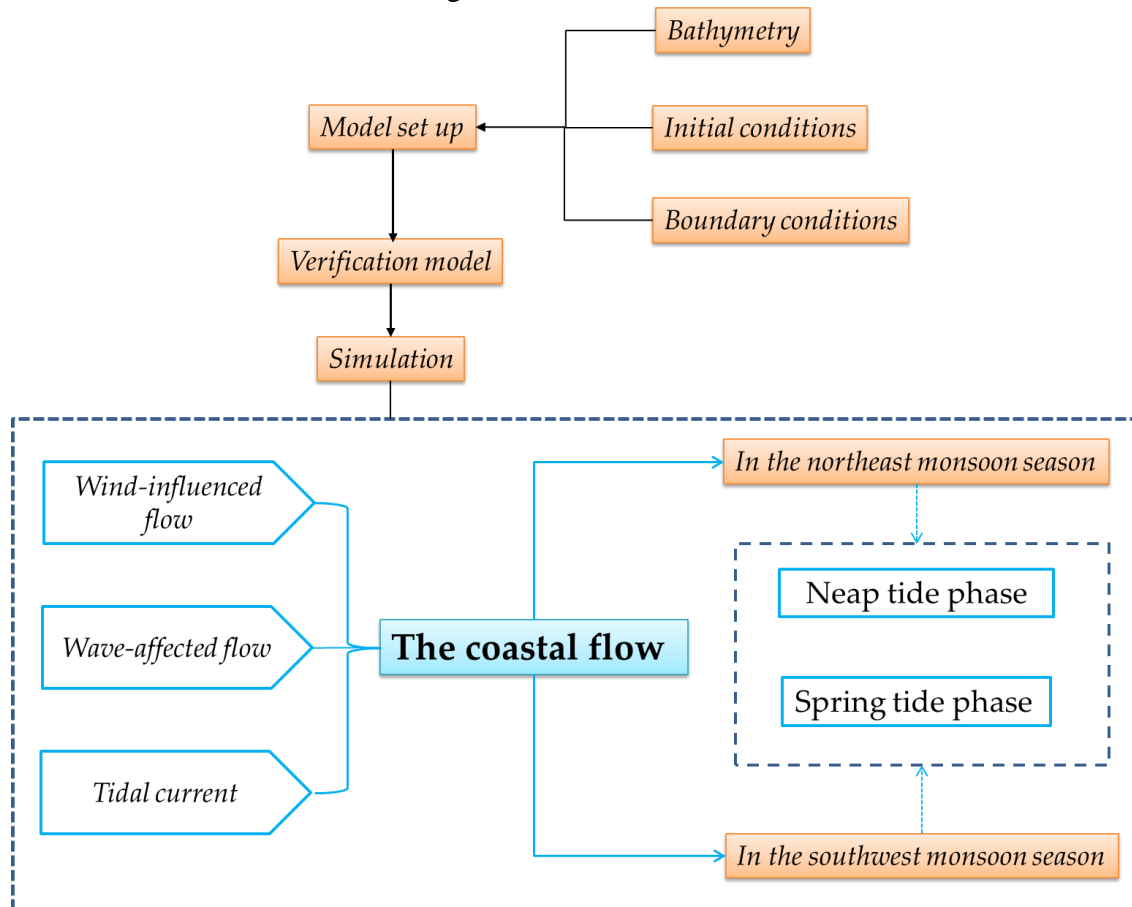 Bathymetry
Model set up
Initial conditions
Boundary conditions
Verification model
Simulation
Wind-influenced
flow
Wave-affected flow
Tidal current
The coastal flow
In the northeast monsoon season
Neap tide phase
Spring tide phase
In the southwest monsoon season